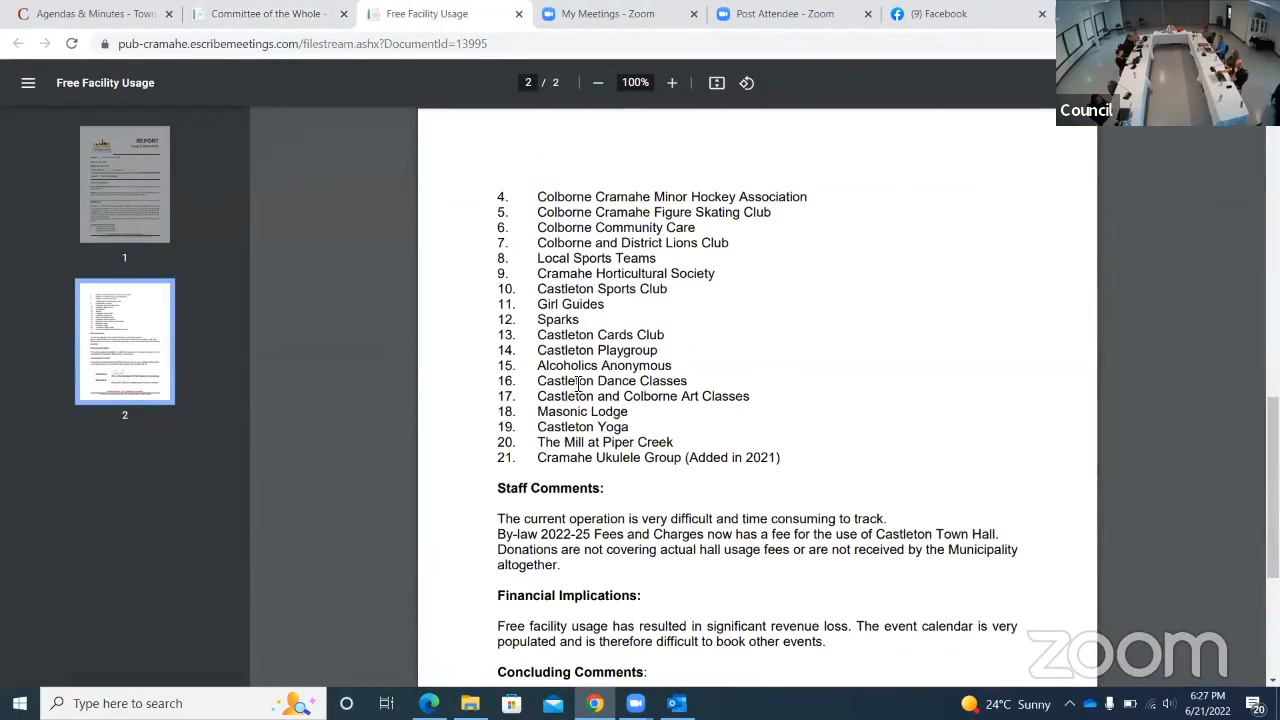 Agendas & Minutes - Town
Committee of the Whole -
Free Facility Usage
My Meetings - Zoom
Post Attendee - Zoom
(9) Facebook
pub-cramahe.escribemeetings.com/filestream.ashx?DocumentId=13995
Free Facility Usage
2 / 2
100%
Council
REPORT
1
2
4. Colborne Cramahe Minor Hockey Association
5. Colborne Cramahe Figure Skating Club
6. Colborne Community Care
7. Colborne and District Lions Club
8. Local Sports Teams
9. Cramahe Horticultural Society
10. Castleton Sports Club
11. Girl Guides
12. Sparks
13. Castleton Cards Club
14. Castleton Playgroup
15. Alcoholics Anonymous
16. Castleton Dance Classes
17. Castleton and Colborne Art Classes
18. Masonic Lodge
19. Castleton Yoga
20. The Mill at Piper Creek
21. Cramahe Ukulele Group (Added in 2021)
Staff Comments:
The current operation is very difficult and time consuming to track.
By-law 2022-25 Fees and Charges now has a fee for the use of Castleton Town Hall.
Donations are not covering actual hall usage fees or are not received by the Municipality
altogether.
Financial Implications:
Free facility usage has resulted in significant revenue loss. The event calendar is very
populated and is therefore difficult to book other events.
Concluding Comments:
zoom
Type here to search
24°C Sunny
6:27 PM
6/21/2022
20